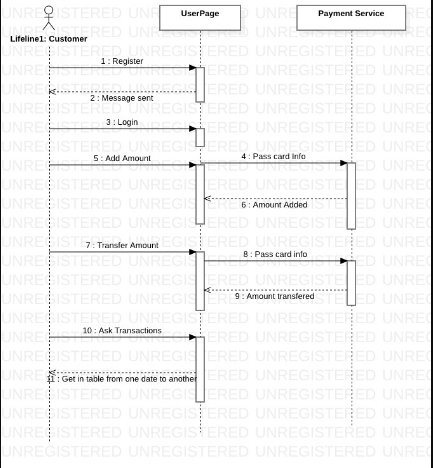 UserPage
Payment Service
Lifeline1: Customer
1 : Register
2 : Message sent
3 : Login
4 : Pass card Info
5 : Add Amount
6 : Amount Added
7 : Transfer Amount
8 : Pass card info
9 : Amount transfered
10 : Ask Transactions
11 : Get in table from one date to another
UNREGISTERED UNREGISTERED UNREGISTERED UNREGISTERED